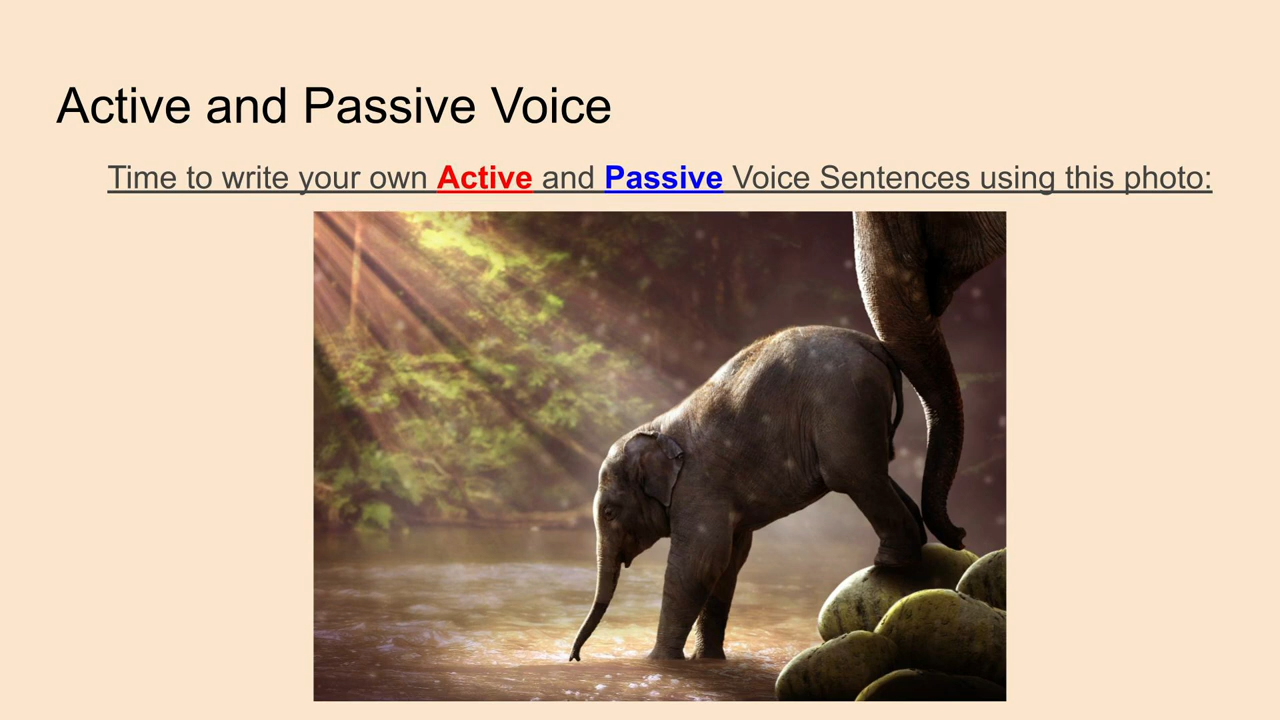 Active and Passive Voice
Time to write your own Active and Passive Voice Sentences using this photo: